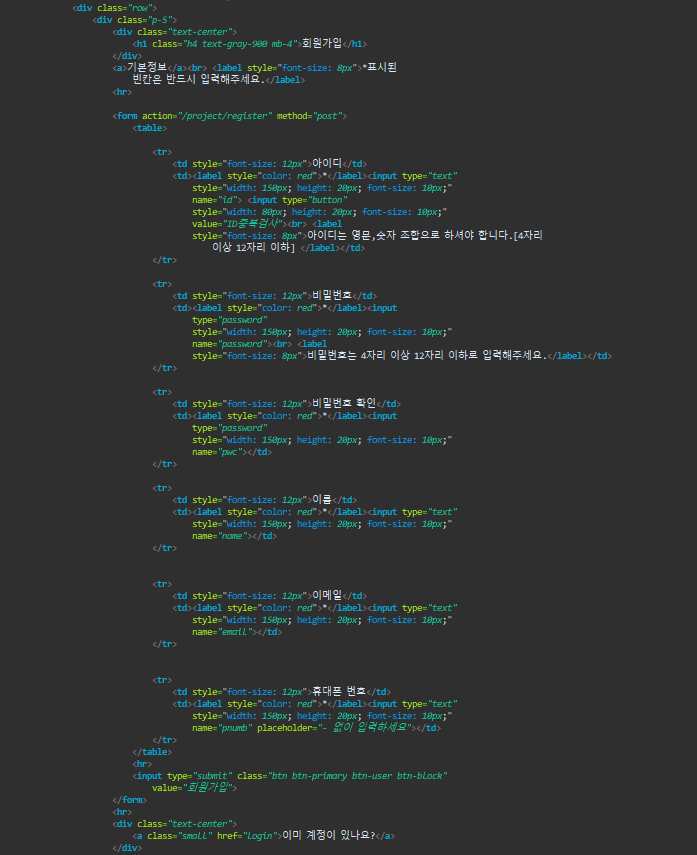 <div class="row">
<div class="p-5">
<div class="text-center">
<h1 class="h4 text-gray-900 mb-4">회원가입</h1>
</div>
<a>기본정보</a><br> <label style="font-size: 8px">*표시된
빈칸은 반드시 입력해주세요.</label>
<hr>
<form action="/project/register" method="post">
<table>
<tr>
<td style="font-size: 12px">아이디</td>
<td><label style="color: red">*</label><input type="text"
style="width: 150px; height: 20px; font-size: 10px;"
name="id"> <input type="button"
style="width: 80px; height: 20px; font-size: 10px;"
value="ID중복검사"><br> <label
style="font-size: 8px">아이디는 영문,숫자 조합으로 하셔야 합니다.[4자리
이상 12자리 이하] </label></td>
</tr>
<tr>
<td style="font-size: 12px">비밀번호</td>
<td><label style="color: red">*</label><input
type="password"
style="width: 150px; height: 20px; font-size: 10px;"
name="password"><br> <label
style="font-size: 8px">비밀번호는 4자리 이상 12자리 이하로 입력해주세요.</label></td>
</tr>
<tr>
<td style="font-size: 12px">비밀번호 확인</td>
<td><label style="color: red">*</label><input
type="password"
style="width: 150px; height: 20px; font-size: 10px;"
name="pwc"></td>
</tr>
<tr>
<td style="font-size: 12px">이름</td>
<td><label style="color: red">*</label><input type="text"
style="width: 150px; height: 20px; font-size: 10px;"
name="name"></td>
</tr>
<tr>
<td style="font-size: 12px">이메일</td>
<td><label style="color: red">*</label><input type="text"
style="width: 150px; height: 20px; font-size: 10px;"
name="email"></td>
</tr>
<tr>
<td style="font-size: 12px">휴대폰 번호</td>
<td><label style="color: red">*</label><input type="text"
style="width: 150px; height: 20px; font-size: 10px;"
name="pnumb" placeholder="- 없이 입력하세요"></td>
</tr>
</table>
<hr>
<input type="submit" class="btn btn-primary btn-user btn-block"
value="회원가입">
</form>
<hr>
<div class="text-center">
<a class="small" href="login">이미 계정이 있나요?</a>
</div>